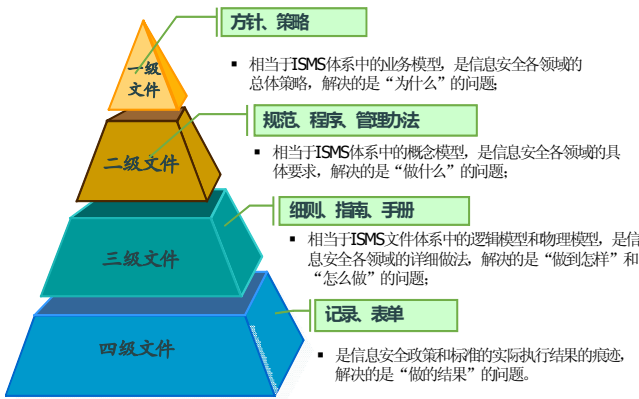 方针、策略
一级
文件
▪ 相当于ISMS体系中的业务模型，是信息安全各领域的
总体策略，解决的是“为什么”的问题；
规范、程序、管理办法
二级文件
▪ 相当于ISMS体系中的概念模型，是信息安全各领域的具
体要求，解决的是“做什么”的问题；
细则、指南、手册
三级文件
▪ 相当于ISMS文件体系中的逻辑模型和物理模型，是信
息安全各领域的详细做法，解决的是“做到怎样”和
“怎么做”的问题；
记录、表单
四级文件
▪ 是信息安全政策和标准的实际执行结果的痕迹，
解决的是“做的结果”的问题。